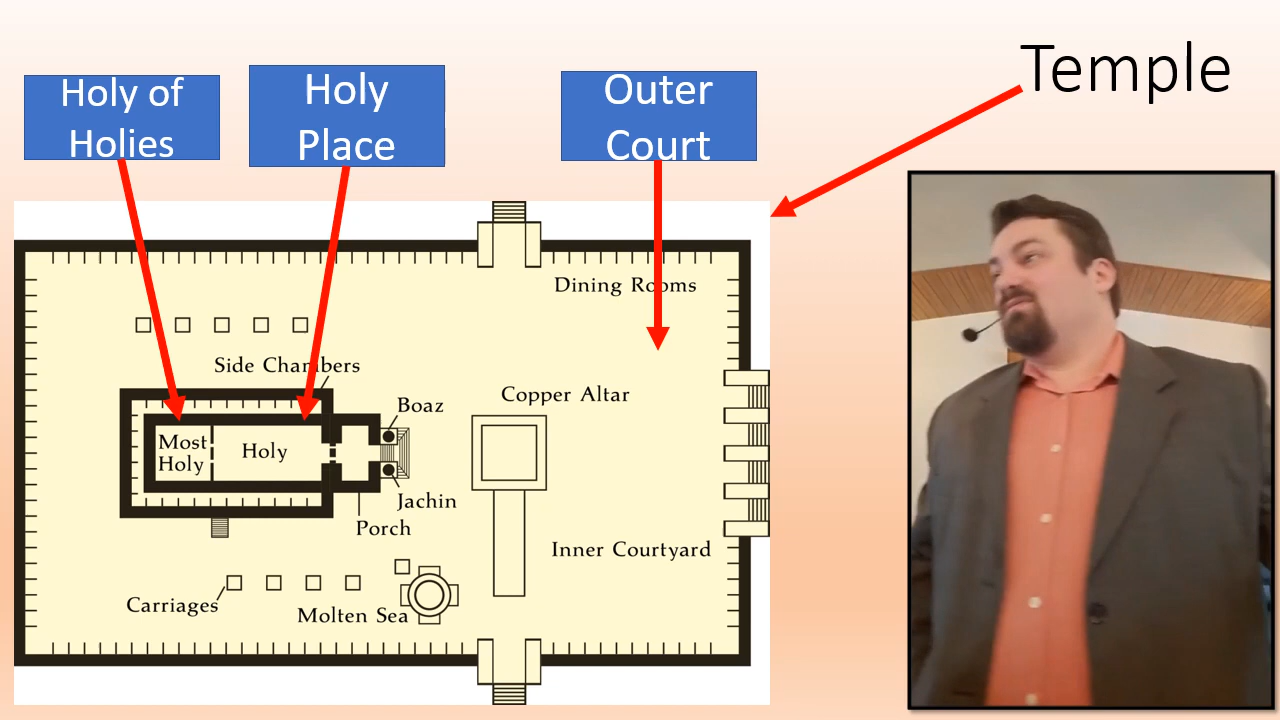 Temple
Holy of
Holies
Holy
Place
Outer
Court
Dining Rooms
Side Chambers
Copper Altar
Boaz
Most
Holy
Holy
Jachin
Porch
Inner Courtyard
Carriages
Molten Sea